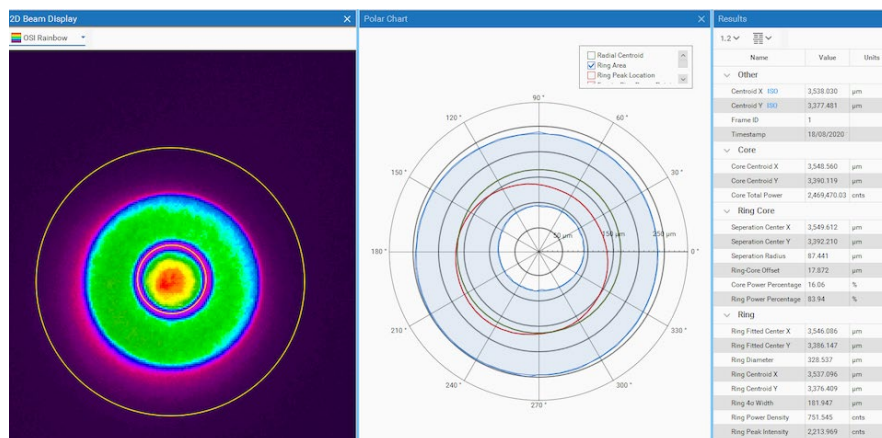 2D Beam Display
OSI Rainbow
Polar Chart
Radial Centroid
Ring Area
Ring Peak Location
90 °
120 °
60 °
150 °
30 °
180 °
0 °
50 µm
150 µm
250 µm
210 °
330 °
240 °
300 °
270 °
Results
1.2
Name Value Units
Other
Centroid X ISO 3,538.030 µm
Centroid Y ISO 3,377.481 µm
Frame ID 1
Timestamp 18/08/2020
Core
Core Centroid X 3,548.560 µm
Core Centroid Y 3,390.119 µm
Core Total Power 2,469,470.03 cnts
Ring Core
Seperation Center X 3,549.612 µm
Seperation Center Y 3,392.210 µm
Seperation Radius 87.441 µm
Ring-Core Offset 17.872 µm
Core Power Percentage 16.06 %
Ring Power Percentage 83.94 %
Ring
Ring Fitted Center X 3,546.086 µm
Ring Fitted Center Y 3,386.147 µm
Ring Diameter 328.537 µm
Ring Centroid X 3,537.096 µm
Ring Centroid Y 3,376.409 µm
Ring 4σ Width 181.947 µm
Ring Power Density 751.545 cnts
Ring Peak Intensity 2,213.969 cnts